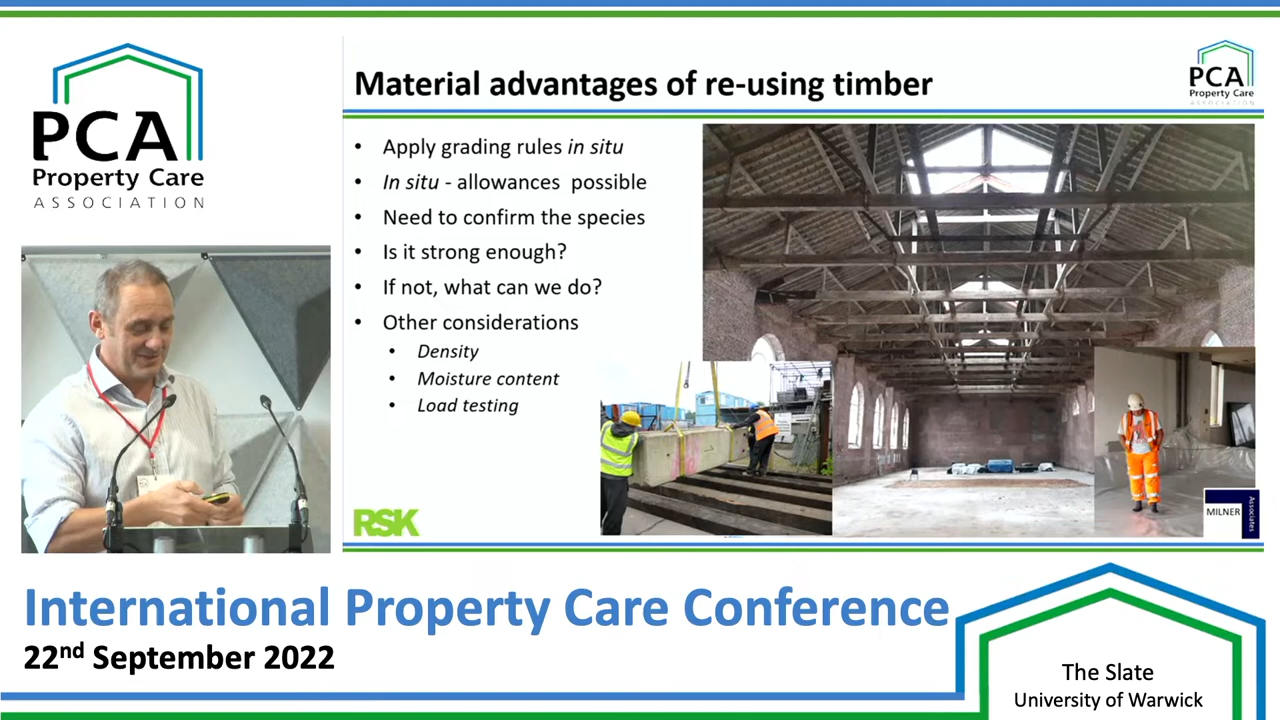 PCA
Property Care
ASSOCIATION
Material advantages of re-using timber
PCA
Property Care
ASSOCIATION
• Apply grading rules in situ
• In situ - allowances possible
• Need to confirm the species
• Is it strong enough?
• If not, what can we do?
• Other considerations
• Density
• Moisture content
• Load testing
RSK
MILNER
Associates
International Property Care Conference
22nd September 2022
The Slate
University of Warwick